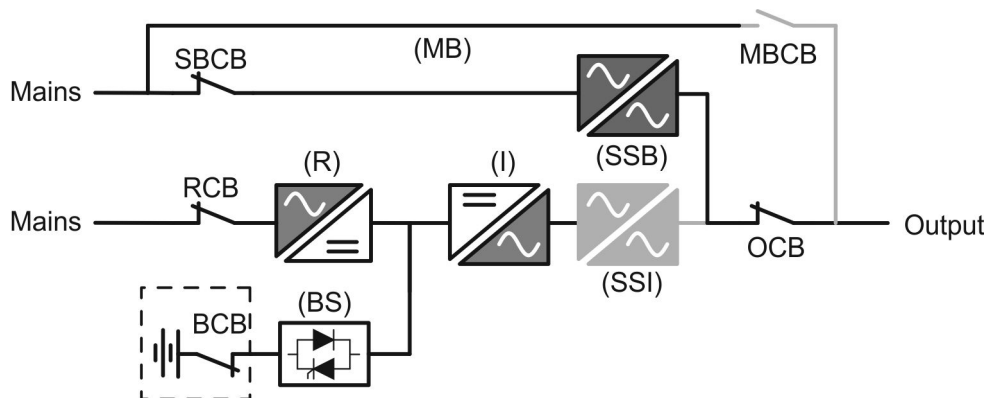 (MB)
MBCB
SBCB
Mains
(SSB)
(R)
(I)
RCB
Mains
OCB
Output
(SSI)
(BS)
BCB